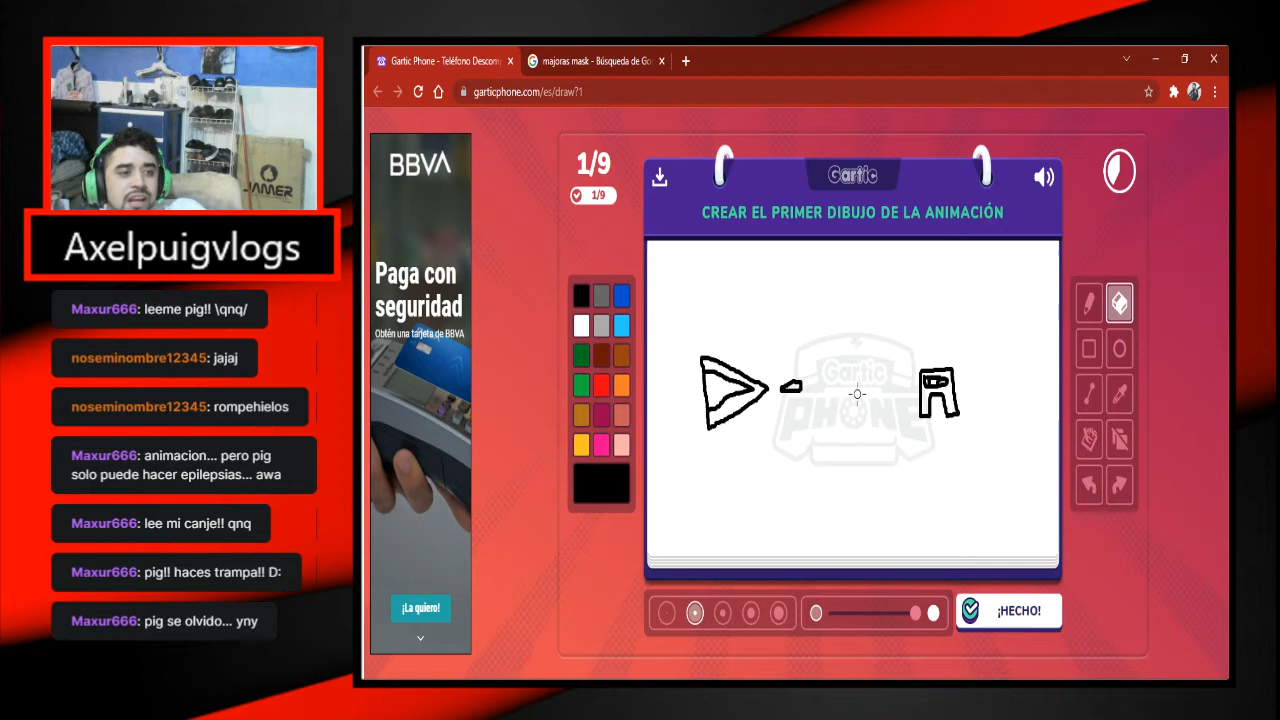 Gartic Phone - Teléfono Descom
majoras mask - Búsqueda de Go
garticphone.com/es/draw?1
JAMER
Axelpuigvlogs
Maxur666: leeme pig!! \qnq/
noseminombre12345: jajaj
noseminombre12345: rompehielos
Maxur666: animacion... pero pig
solo puede hacer epilepsias... awa
Maxur666: lee mi canje!! qnq
Maxur666: pig!! haces trampa!! D:
Maxur666: pig se olvido... yny
BBVA
Paga con
seguridad
Obtén una tarjeta de BBVA
¡La quiero!
1/9
1/9
Gartic
CREAR EL PRIMER DIBUJO DE LA ANIMACIÓN
Gartic
PHONE
¡HECHO!